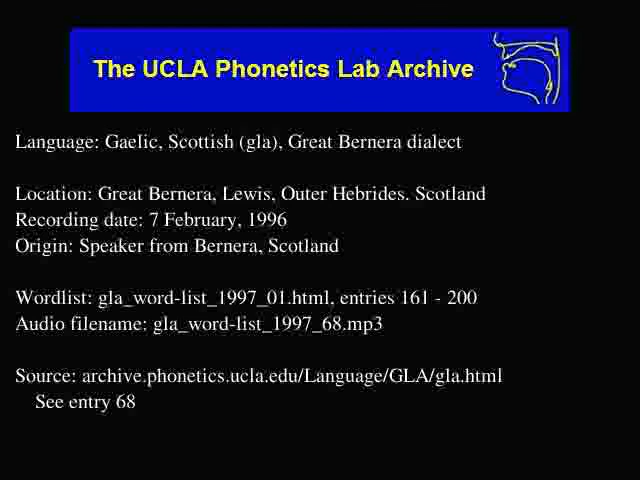 The UCLA Phonetics Lab Archive
Language: Gaelic, Scottish (gla), Great Bernera dialect
Location: Great Bernera, Lewis, Outer Hebrides. Scotland
Recording date: 7 February, 1996
Origin: Speaker from Bernera, Scotland
Wordlist: gla_word-list_1997_01.html, entries 161 - 200
Audio filename: gla_word-list_1997_68.mp3
Source: archive.phonetics.ucla.edu/Language/GLA/gla.html
See entry 68